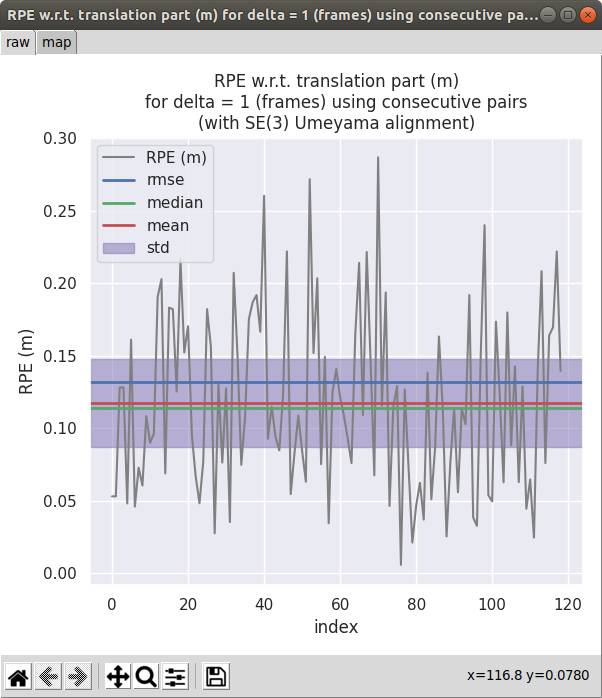 RPE w.r.t. translation part (m) for delta = 1 (frames) using consecutive pa...
raw map
RPE w.r.t. translation part (m)
for delta = 1 (frames) using consecutive pairs
(with SE(3) Umeyama alignment)
0.30
0.25
0.20
0.15
0.10
0.05
0.00
RPE (m)
RPE (m)
rmse
median
mean
std
0 20 40 60 80 100 120
index
x=116.8 y=0.0780